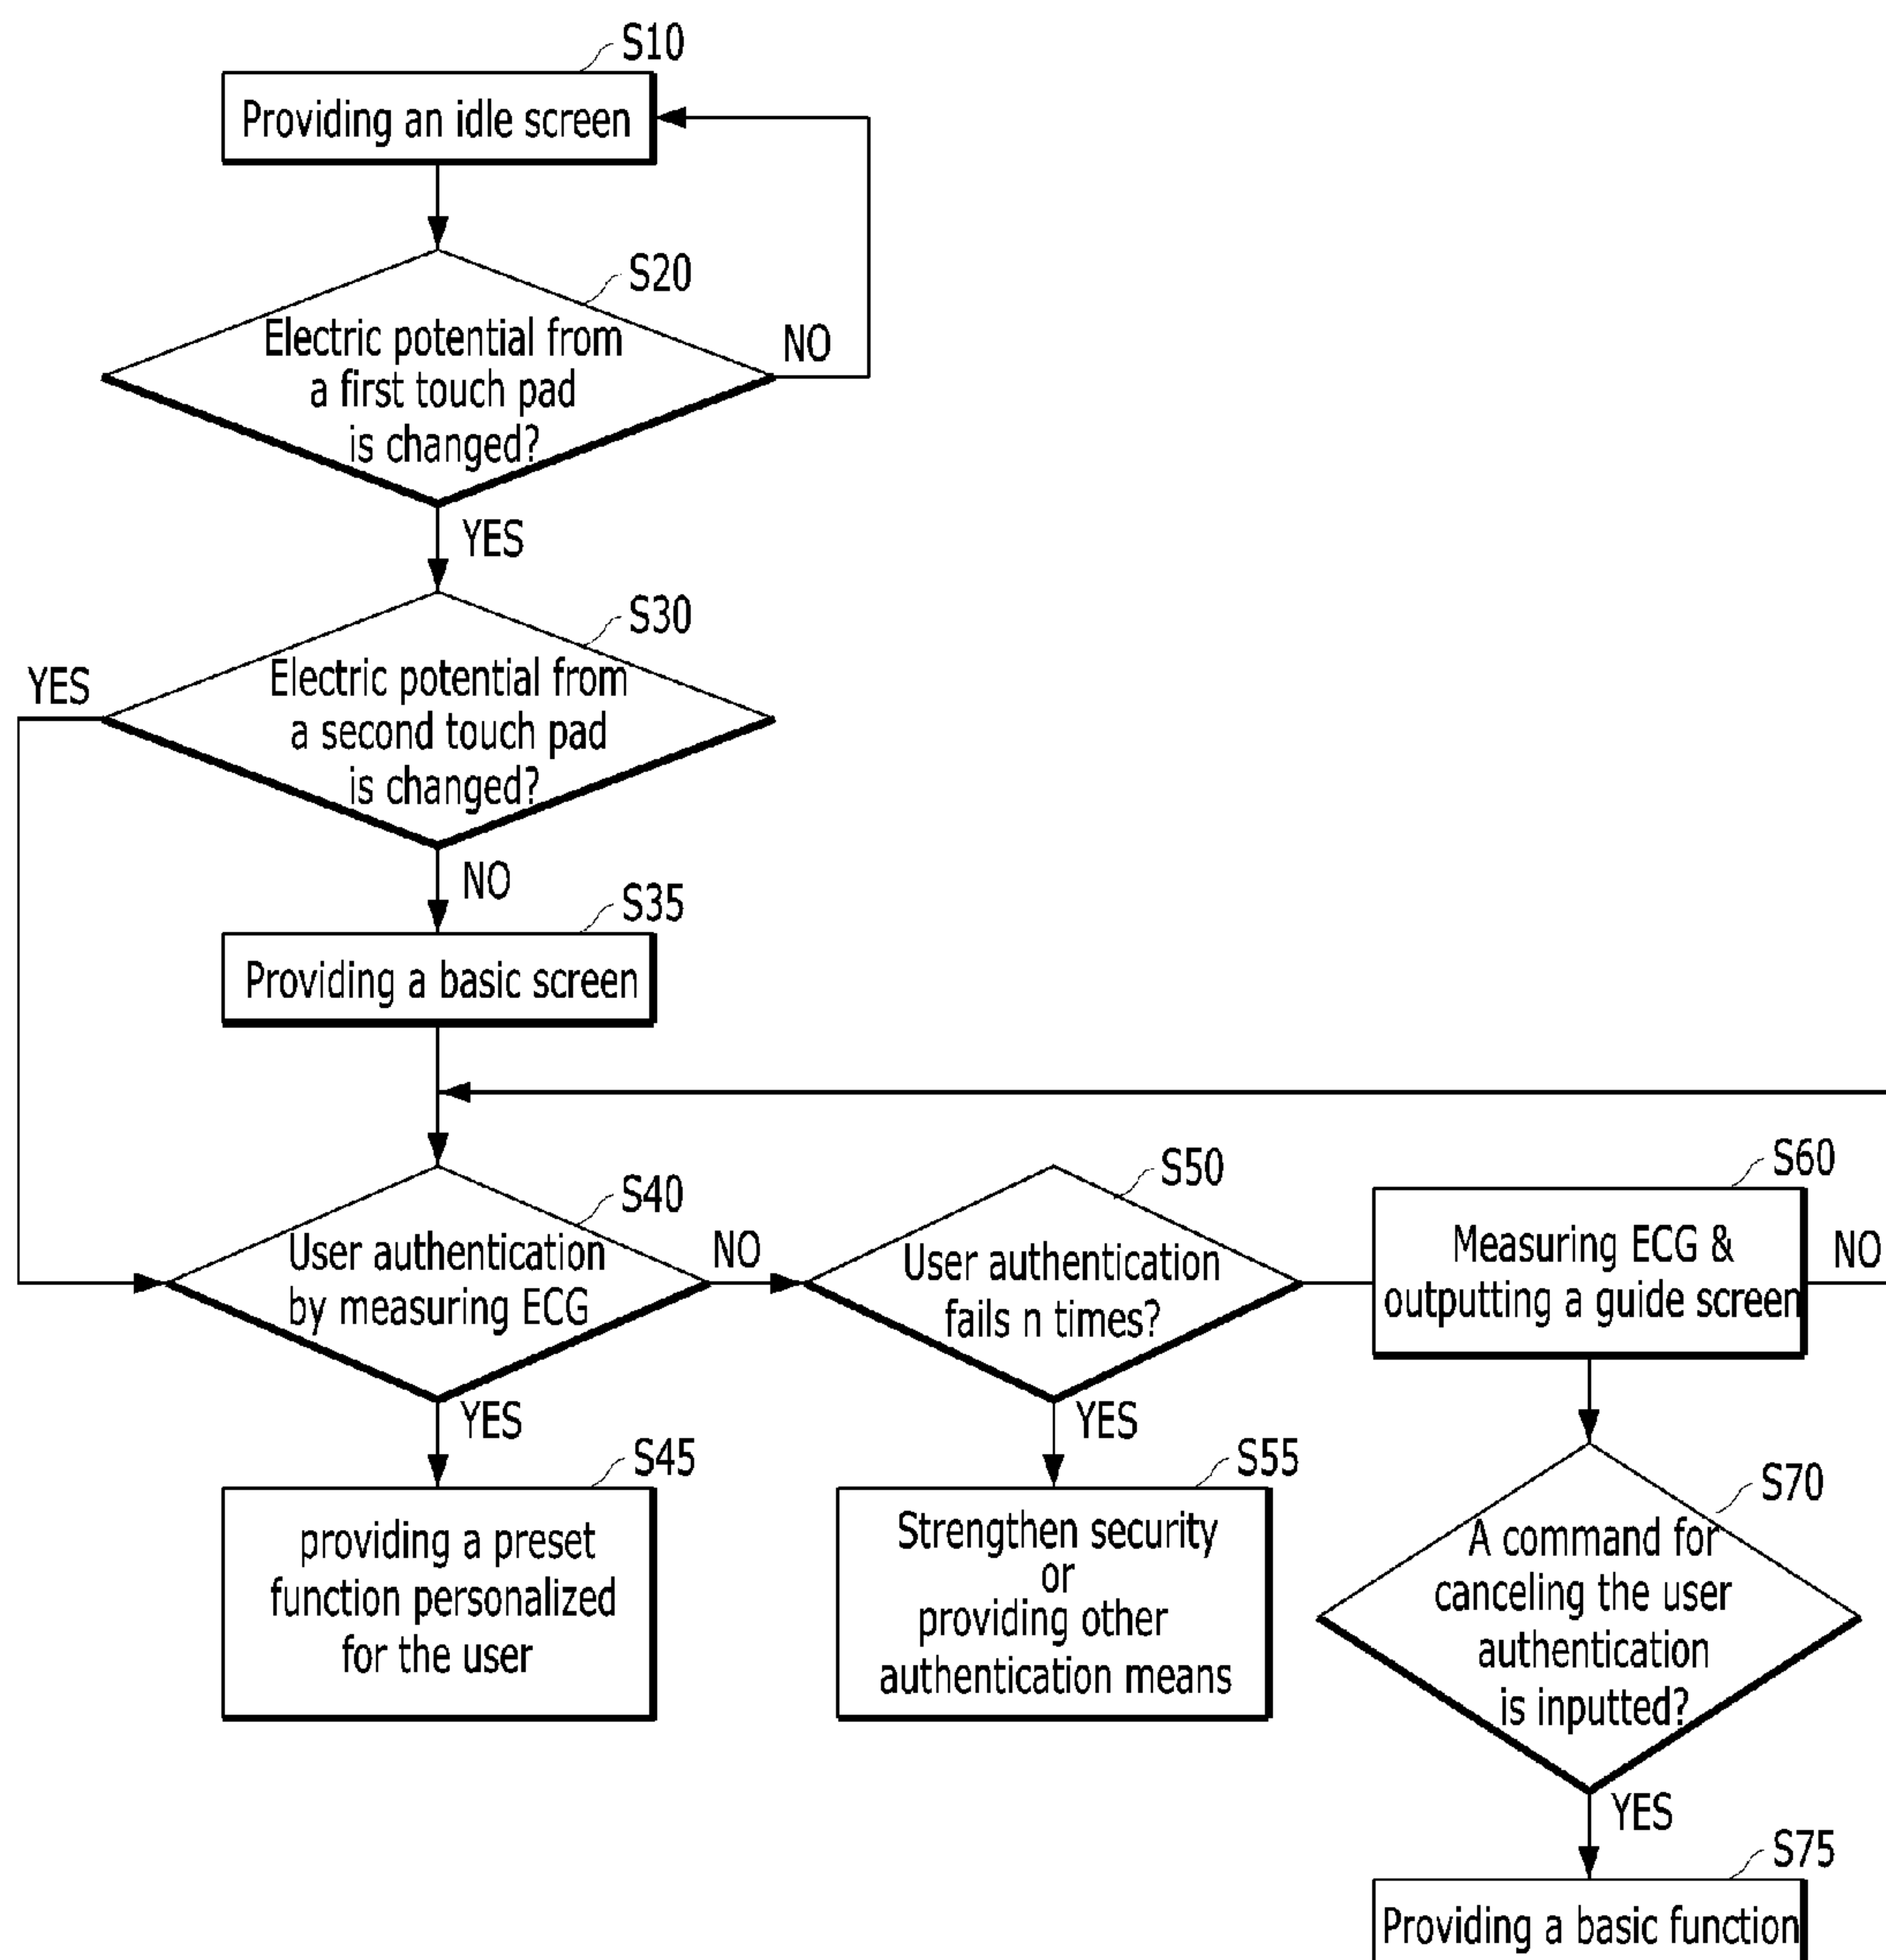 S10
Providing an idle screen
S20
Electric potential from
a first touch pad
is changed?
NO
YES
S30
Electric potential from
a second touch pad
is changed?
YES
NO
S35
Providing a basic screen
S40
User authentication
by measuring ECG
NO
YES
S45
providing a preset
function personalized
for the user
S50
User authentication
fails n times?
YES
S55
Strengthen security
or
providing other
authentication means
S60
Measuring ECG &
outputting a guide screen
NO
S70
A command for
canceling the user
authentication
is inputted?
YES
S75
Providing a basic function